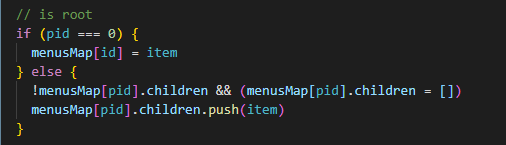 // is root
if (pid === 0) {
  menusMap[id] = item
} else {
  !menusMap[pid].children && (menusMap[pid].children = [])
  menusMap[pid].children.push(item)
}